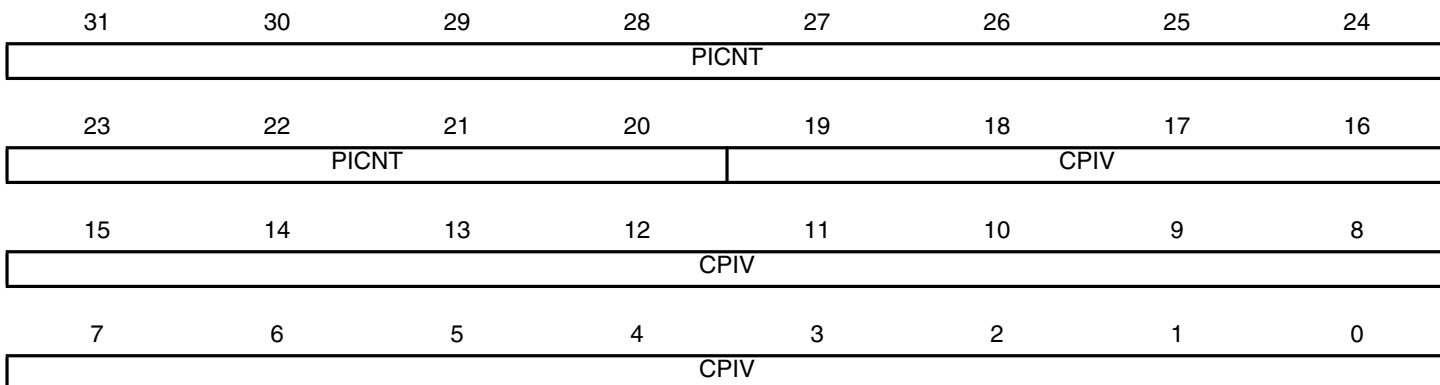 31 30 29 28 27 26 25 24
PICNT
23 22 21 20 19 18 17 16
PICNT CPIV
15 14 13 12 11 10 9 8
CPIV
7 6 5 4 3 2 1 0
CPIV